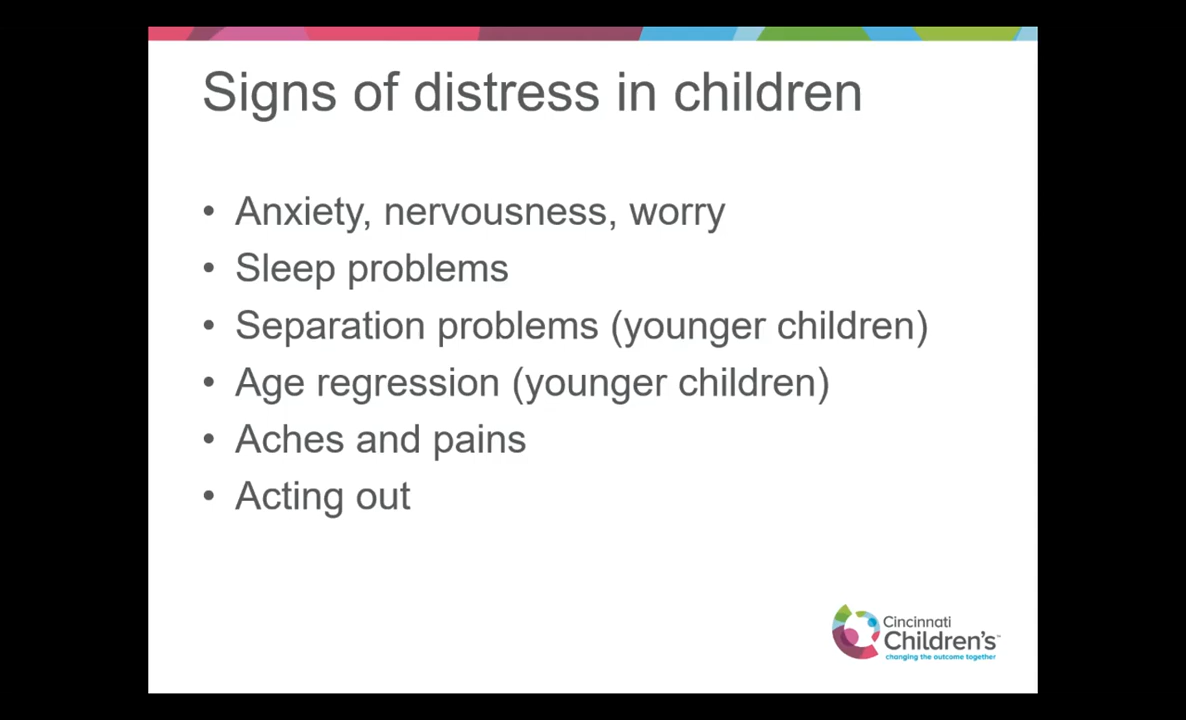 Signs of distress in children
• Anxiety, nervousness, worry
• Sleep problems
• Separation problems (younger children)
• Age regression (younger children)
• Aches and pains
• Acting out
Cincinnati
Children's™
changing the outcome together